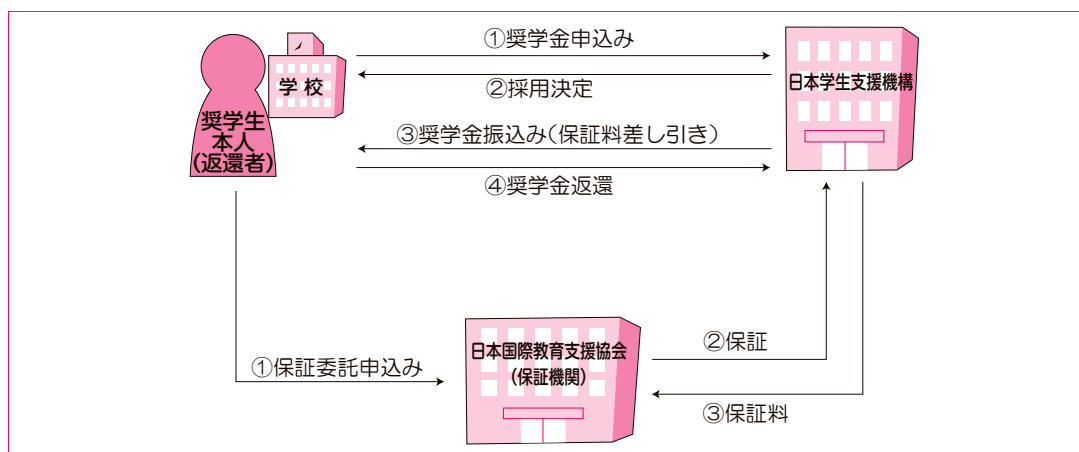 ①奨学金申込み
学校
②採用決定
日本学生支援機構
奨学生
本人
(返還者)
③奨学金振込み(保証料差し引き)
④奨学金返還
①保証委託申込み
日本国際教育支援協会
(保証機関)
②保証
③保証料